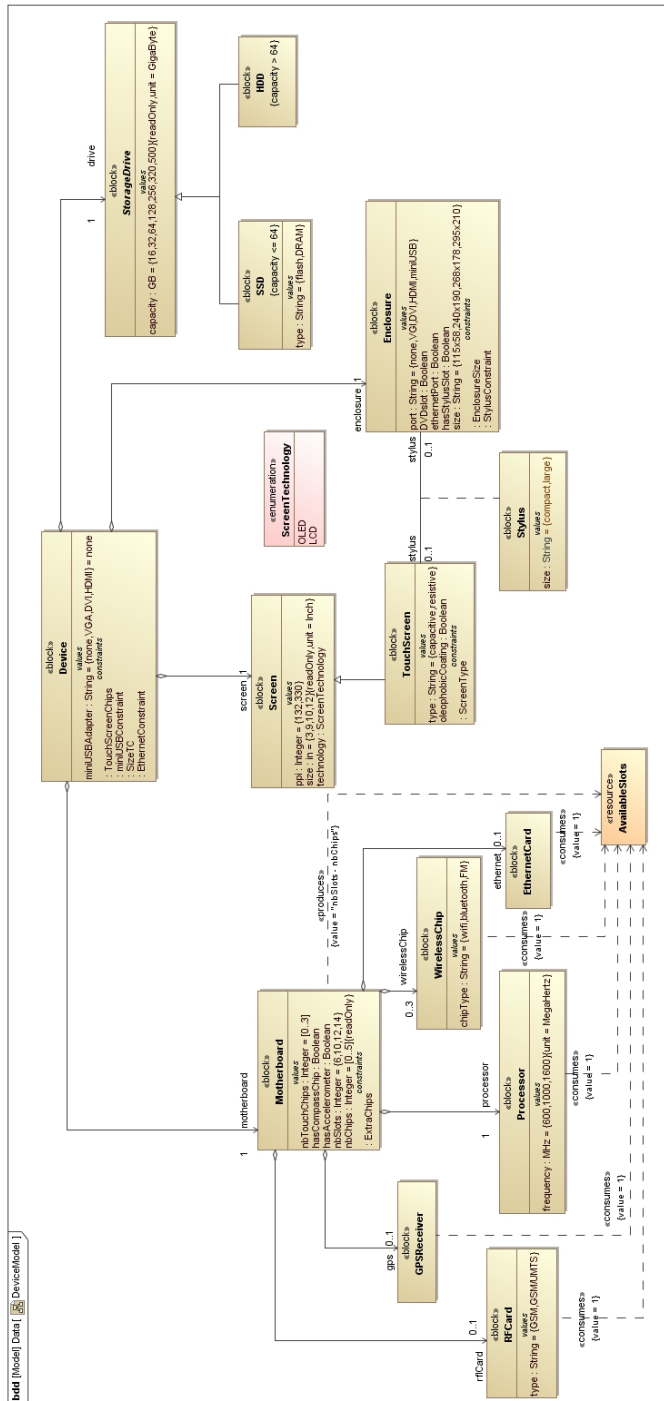 bdd [Model] Data [ DeviceModel ]
«block»
Device
values
miniUSBAdapter : String = {none,VGA,DVI,HDMI} = none
constraints
: TouchScreenChips
: miniUSBConstraint
: SizeTC
: EthernetConstraint
motherboard
1
screen 1
enclosure 1
drive
1
«block»
Motherboard
values
nbTouchChips : Integer = [0..3]
hasCompassChip : Boolean
hasAccelerometer : Boolean
nbSlots : Integer = {6,10,12,14}
nbChips : Integer = [0..5]{readOnly}
constraints
: ExtraChips
«produces»
{value = "nbSlots - nbChips"}
«block»
Screen
values
ppi : Integer = {132,330}
size : in = {3,9,10,12}{readOnly,unit = Inch}
technology : ScreenTechnology
«enumeration»
ScreenTechnology
OLED
LCD
«block»
StorageDrive
values
capacity : GB = {16,32,64,128,256,320,500}{readOnly,unit = GigaByte}
«block»
SSD
{capacity <= 64}
values
type : String = {flash,DRAM}
«block»
HDD
{capacity > 64}
«block»
Enclosure
values
port : String = {none,VGI,DVI,HDMI,miniUSB}
DVDslot : Boolean
ethernetPort : Boolean
hasStylusSlot : Boolean
size : String = {115x58,240x190,268x178,295x210}
constraints
: EnclosureSize
: StylusConstraint
«block»
TouchScreen
values
type : String = {capacitive,resistive}
oleophobicCoating : Boolean
constraints
: ScreenType
stylus
0..1
stylus
0..1
«block»
Stylus
values
size : String = {compact,large}
rflCard
0..1
«block»
RFCard
values
type : String = {GSM,GSM/UMTS}
gps 0..1
«block»
GPSReceiver
processor
1
«block»
Processor
values
frequency : MHz = {600,1000,1600}{unit = MegaHertz}
wirelessChip
0..3
«block»
WirelessChip
values
chipType : String = {wifi,bluetooth,FM}
ethernet 0..1
«block»
EthernetCard
«consumes»
{value = 1}
«consumes»
{value = 1}
«consumes»
{value = 1}
«consumes»
{value = 1}
«consumes»
{value = 1}
«resource»
AvailableSlots